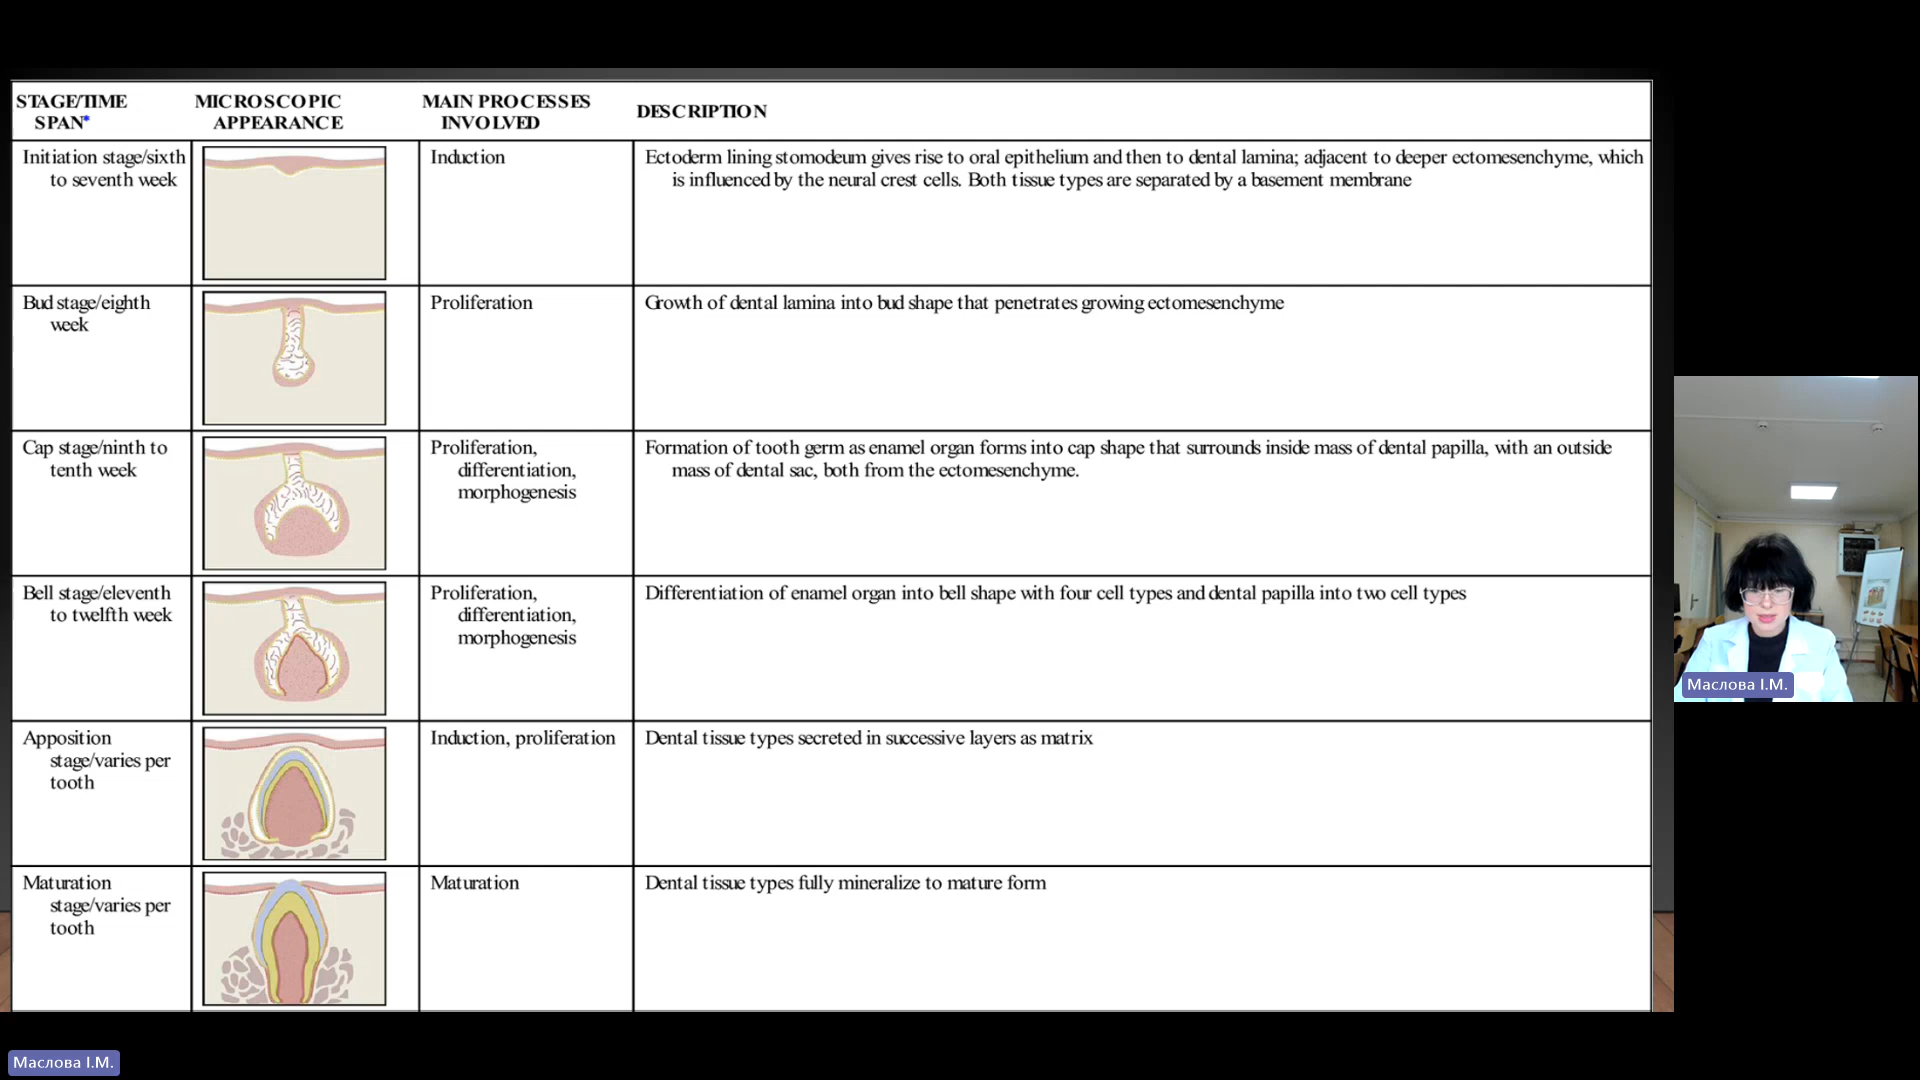 STAGE/TIME
SPAN*
MICROSCOPIC
APPEARANCE
MAIN PROCESSES
INVOLVED
DESCRIPTION
Initiation stage/sixth
to seventh week
Induction
Ectoderm lining stomodeum gives rise to oral epithelium and then to dental lamina; adjacent to deeper ectomesenchyme, which
is influenced by the neural crest cells. Both tissue types are separated by a basement membrane
Bud stage/eighth
week
Proliferation
Growth of dental lamina into bud shape that penetrates growing ectomesenchyme
Cap stage/ninth to
tenth week
Proliferation,
differentiation,
morphogenesis
Formation of tooth germ as enamel organ forms into cap shape that surrounds inside mass of dental papilla, with an outside
mass of dental sac, both from the ectomesenchyme.
Bell stage/eleventh
to twelfth week
Proliferation,
differentiation,
morphogenesis
Differentiation of enamel organ into bell shape with four cell types and dental papilla into two cell types
Apposition
stage/varies per
tooth
Induction, proliferation
Dental tissue types secreted in successive layers as matrix
Maturation
stage/varies per
tooth
Maturation
Dental tissue types fully mineralize to mature form
Маслова І.М.
Маслова І.М.